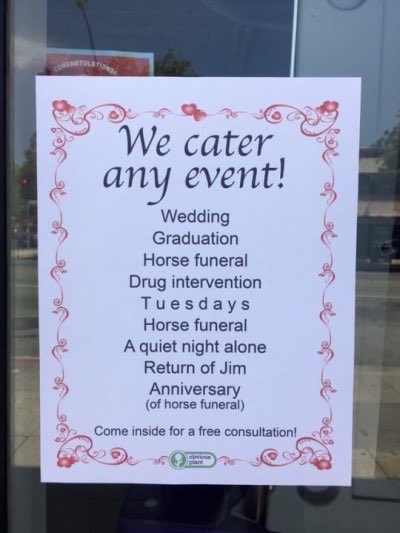 CONGRATULATIONS
We cater
any event!
Wedding
Graduation
Horse funeral
Drug intervention
Tuesdays
Horse funeral
A quiet night alone
Return of Jim
Anniversary
(of horse funeral)
Come inside for a free consultation!
obvious
plant